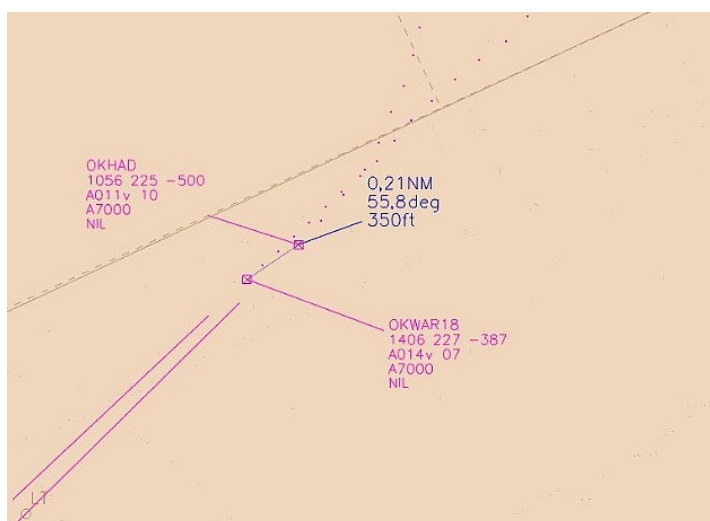 OKHAD
1056 225 -500
A011v 10
A7000
NIL
0,21NM
55,8deg
350ft
OKWAR18
1406 227 -387
A014v 07
A7000
NIL
LT